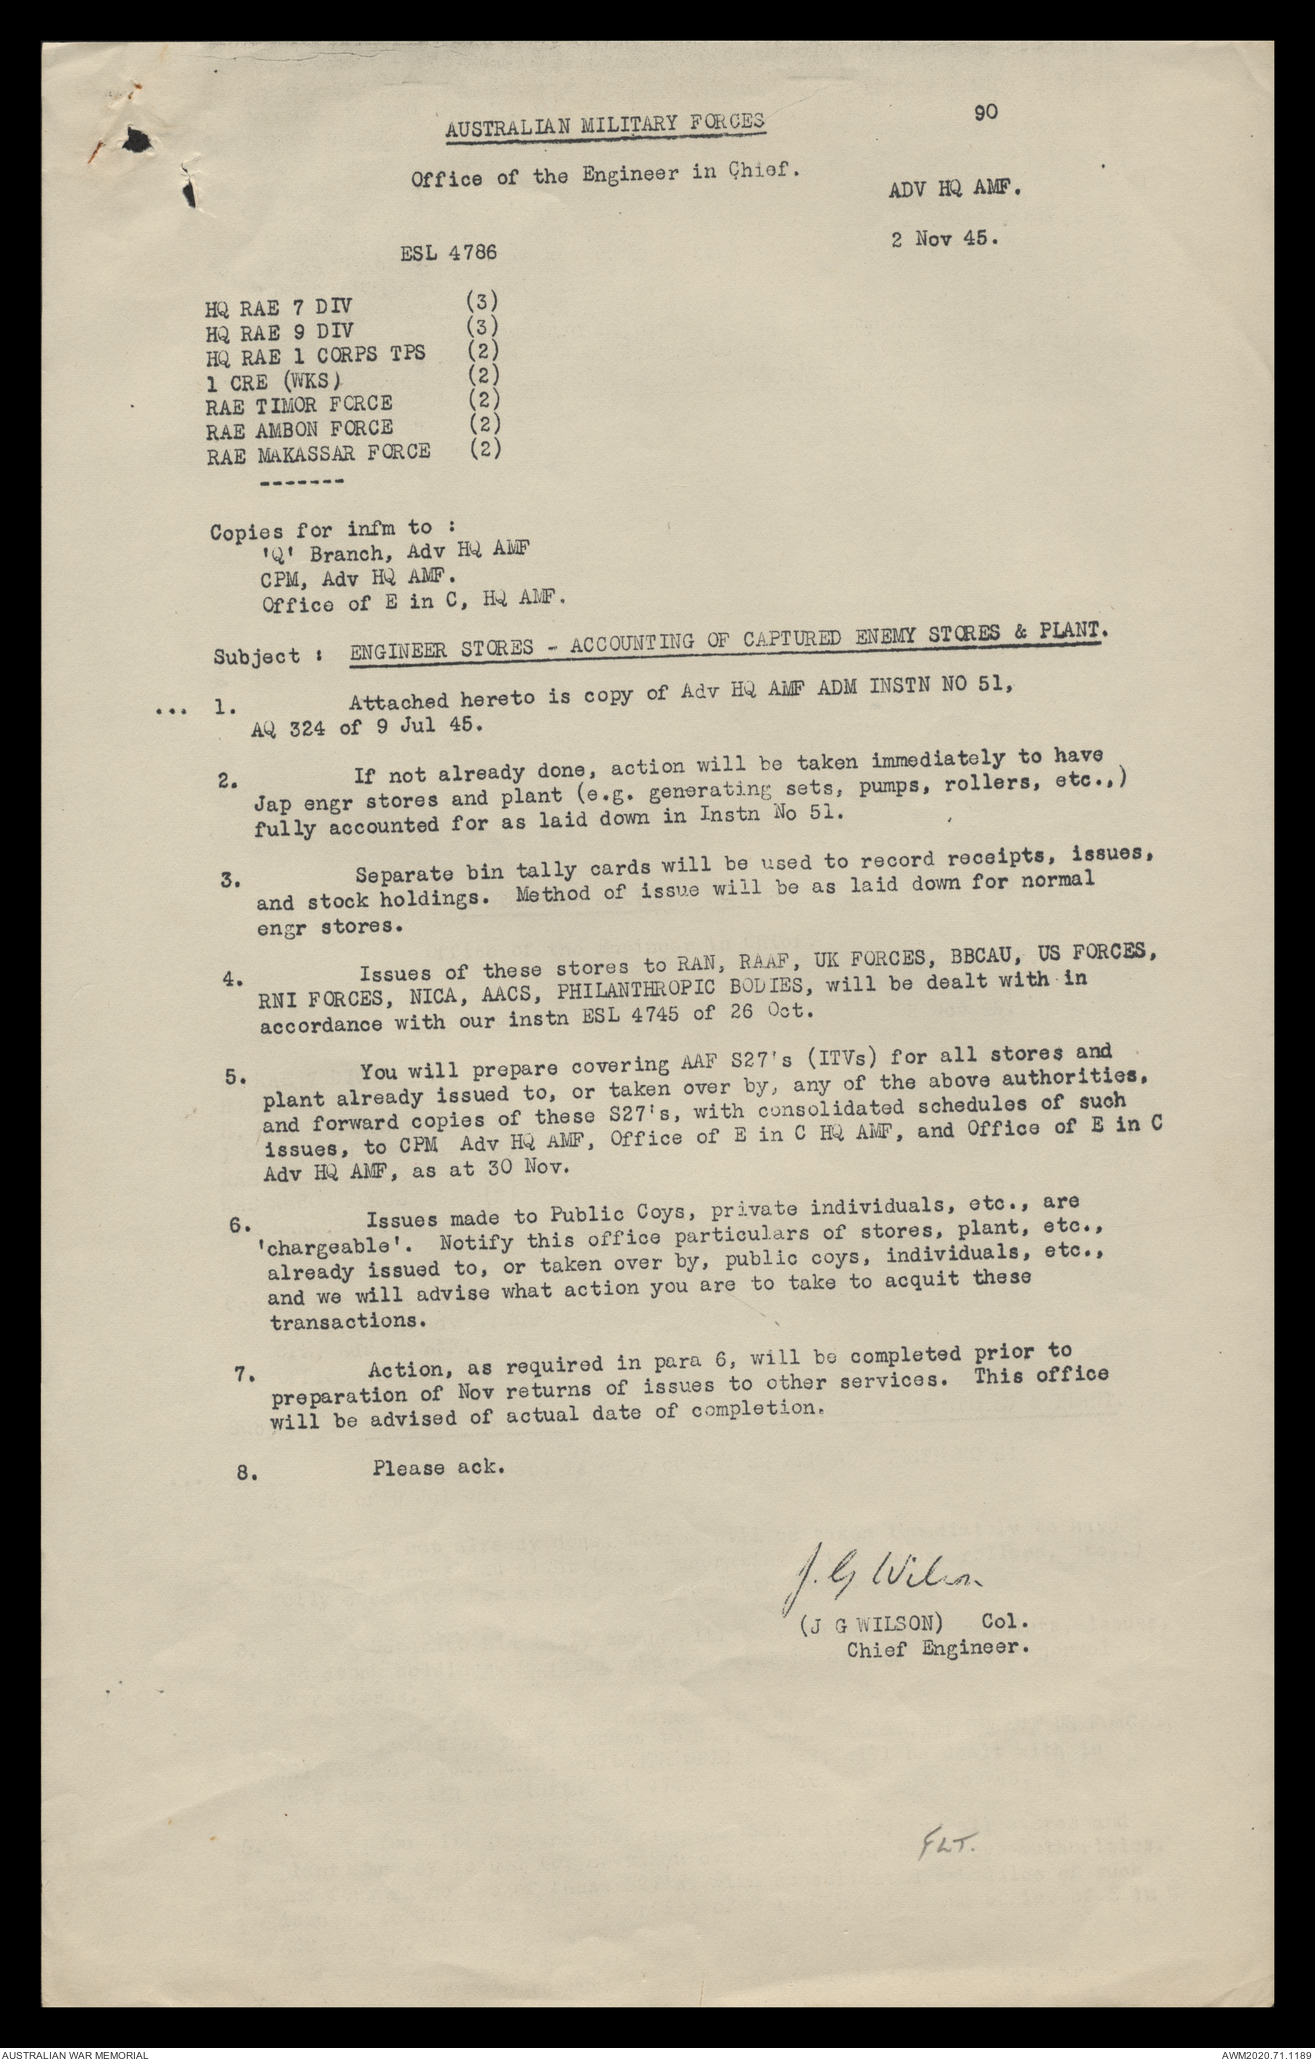 90
AUSTRALIAN MILITARY FORCES
Office of the Engineer in Chief.
ADV HQ AMF.
2 Nov 45.
ESL 4786
HQ RAE 7 DIV (3)
HQ RAE 9 DIV (3)
HQ RAE 1 CORPS TPS (2)
1 CRE (WKS) (2)
RAE TIMOR FORCE (2)
RAE AMBON FORCE (2)
RAE MAKASSAR FORCE (2)
-------
Copies for infm to :
'Q' Branch, Adv HQ AMF
CPM, Adv HQ AMF.
Office of E in C, HQ AMF.
Subject : ENGINEER STORES - ACCOUNTING OF CAPTURED ENEMY STORES & PLANT.
... 1. Attached hereto is copy of Adv HQ AMF ADM INSTN NO 51,
AQ 324 of 9 Jul 45.
2. If not already done, action will be taken immediately to have
Jap engr stores and plant (e.g. generating sets, pumps, rollers, etc.,)
fully accounted for as laid down in Instn No 51.
3. Separate bin tally cards will be used to record receipts, issues,
and stock holdings. Method of issue will be as laid down for normal
engr stores.
4. Issues of these stores to RAN, RAAF, UK FORCES, BBCAU, US FORCES,
RNI FORCES, NICA, AACS, PHILANTHROPIC BODIES, will be dealt with in
accordance with our instn ESL 4745 of 26 Oct.
5. You will prepare covering AAF S27's (ITVs) for all stores and
plant already issued to, or taken over by, any of the above authorities,
and forward copies of these S27's, with consolidated schedules of such
issues, to CPM Adv HQ AMF, Office of E in C HQ AMF, and Office of E in C
Adv HQ AMF, as at 30 Nov.
6. Issues made to Public Coys, private individuals, etc., are
'chargeable'. Notify this office particulars of stores, plant, etc.,
already issued to, or taken over by, public coys, individuals, etc.,
and we will advise what action you are to take to acquit these
transactions.
7. Action, as required in para 6, will be completed prior to
preparation of Nov returns of issues to other services. This office
will be advised of actual date of completion.
8. Please ack.
J. G Wilson
(J G WILSON) Col.
Chief Engineer.
AUSTRALIAN WAR MEMORIAL
AWM2020.71.1189